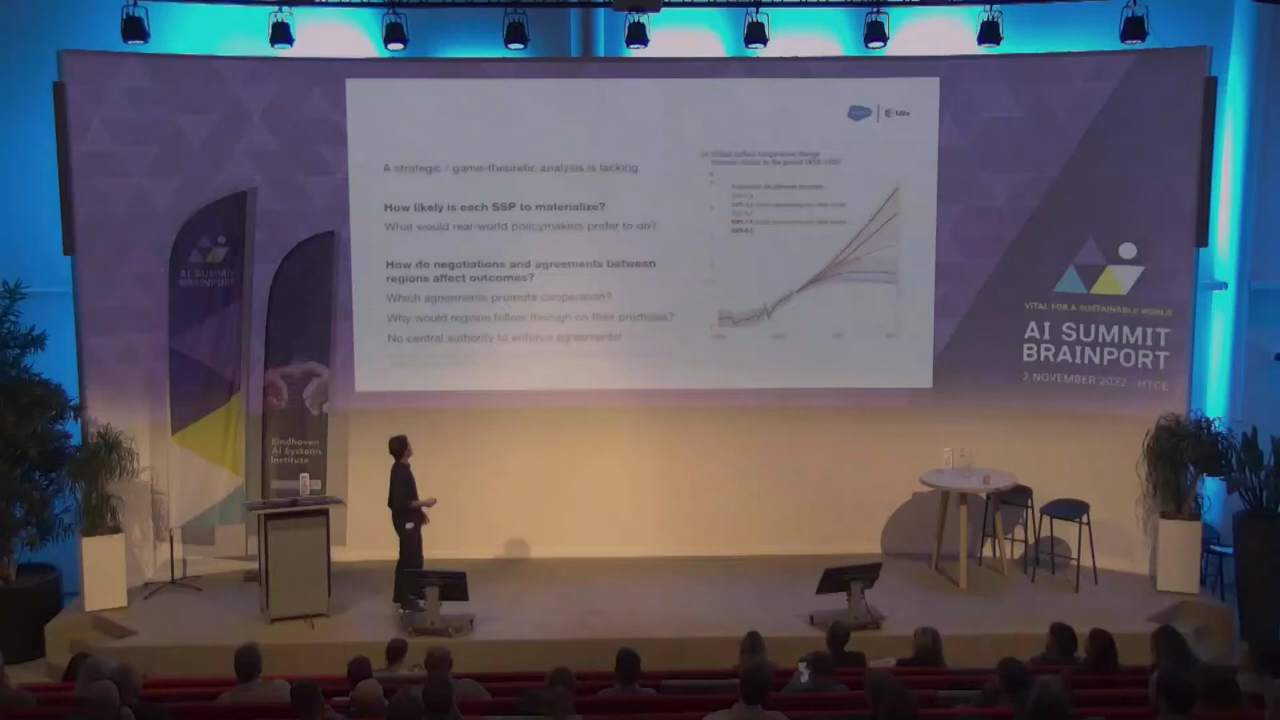 A strategic / game-theoretic analysis is lacking
How likely is each SSP to materialize?
What would real-world policymakers prefer to do?
How do negotiations and agreements between
regions affect outcomes?
Which agreements promote cooperation?
Why would regions follow through on their promises?
No central authority to enforce agreements!
Mila
AI SUMMIT
BRAINPORT
Eindhoven
AI Systems
Institute
VITAL FOR A SUSTAINABLE WORLD
AI SUMMIT
BRAINPORT
7 NOVEMBER 2022 - HTCE